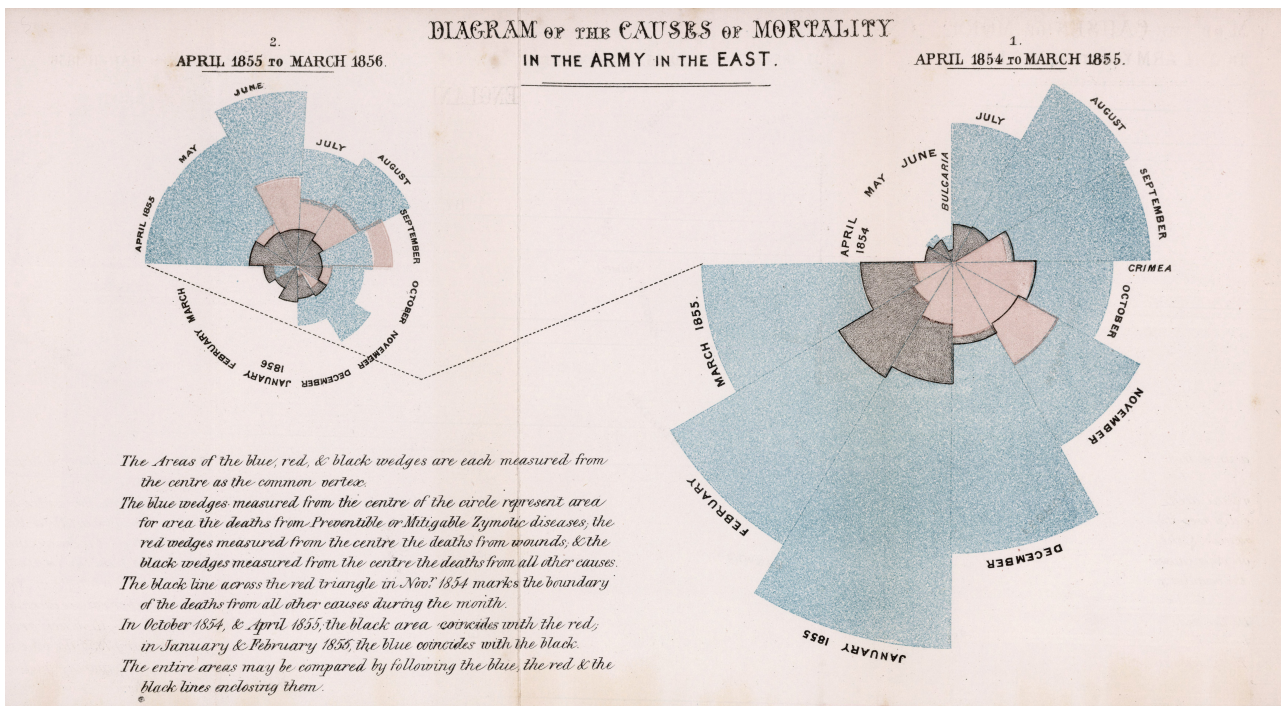 DIAGRAM OF THE CAUSES OF MORTALITY
IN THE ARMY IN THE EAST.
2.
APRIL 1855 TO MARCH 1856.
JUNE
JULY
MAY
AUGUST
APRIL 1855
SEPTEMBER
OCTOBER
NOVEMBER
DECEMBER
JANUARY
1856
FEBRUARY
MARCH
1.
APRIL 1854 TO MARCH 1855.
JULY
AUGUST
JUNE
MAY
BULGARIA
SEPTEMBER
APRIL
1854
CRIMEA
OCTOBER
NOVEMBER
DECEMBER
JANUARY 1855
FEBRUARY
MARCH 1855.
The Areas of the blue, red, & black wedges are each measured from
the centre as the common vertex.
The blue wedges measured from the centre of the circle represent area
for area the deaths from Preventible or Mitigable Zymotic diseases; the
red wedges measured from the centre the deaths from wounds; & the
black wedges measured from the centre the deaths from all other causes.
The black line across the red triangle in Novr. 1854 marks the boundary
of the deaths from all other causes during the month.
In October 1854, & April 1855, the black area coincides with the red;
in January & February 1856, the blue coincides with the black.
The entire areas may be compared by following the blue, the red & the
black lines enclosing them.